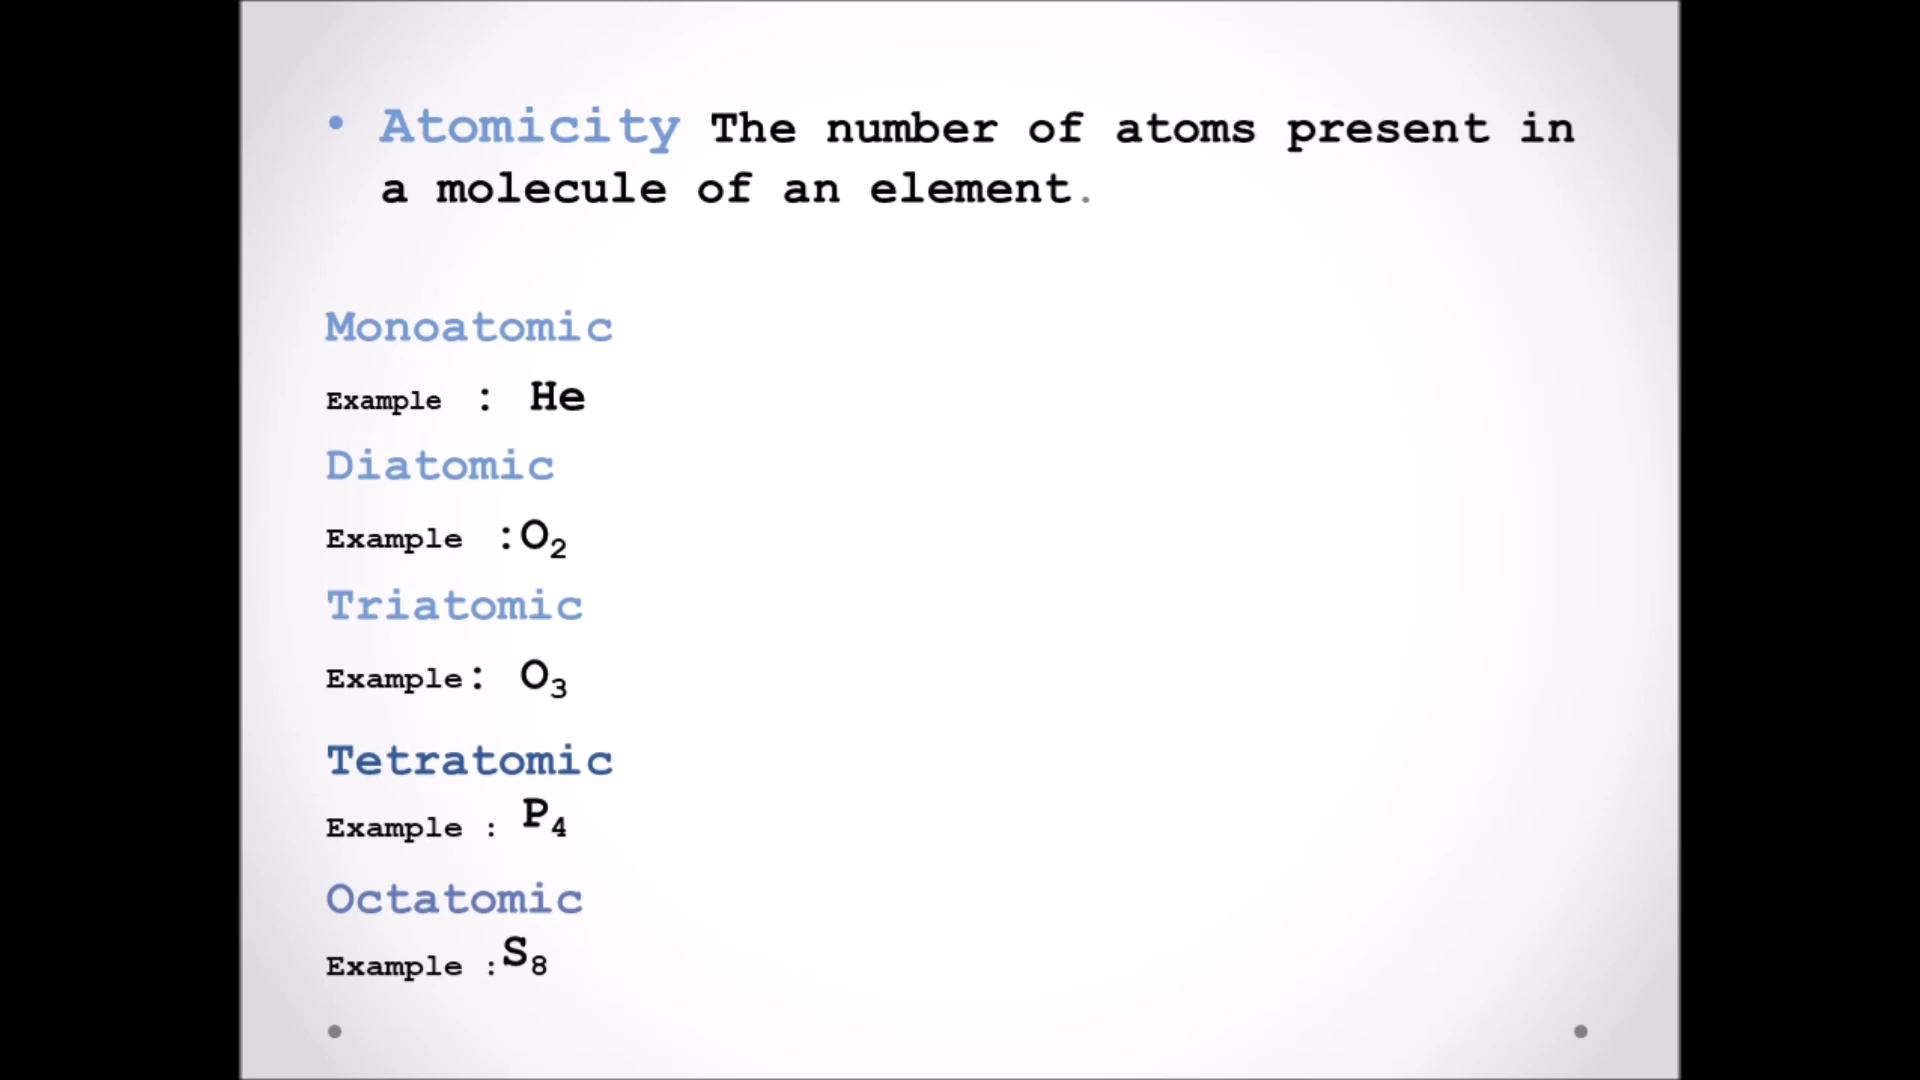 • Atomicity The number of atoms present in
a molecule of an element.
Monoatomic
Example : He
Diatomic
Example :O₂
Triatomic
Example: O₃
Tetratomic
Example : P₄
Octatomic
Example :S₈